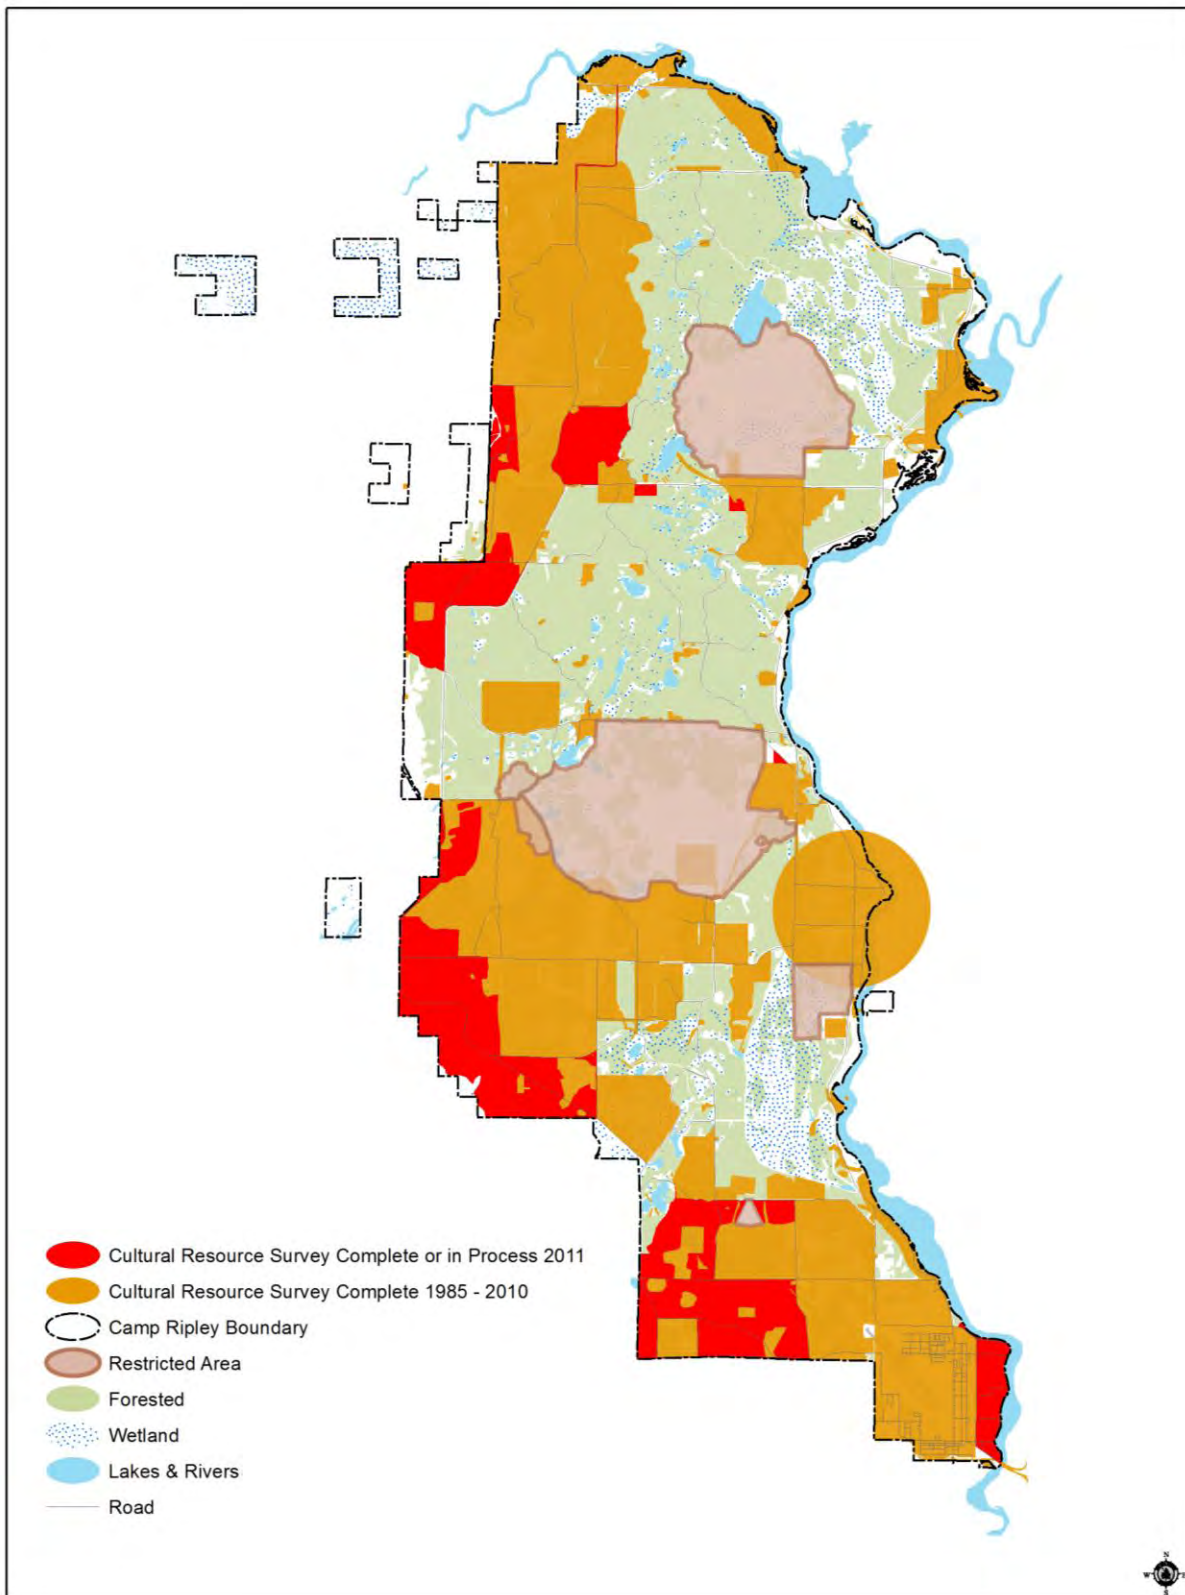 Cultural Resource Survey Complete or in Process 2011
Cultural Resource Survey Complete 1985 - 2010
Camp Ripley Boundary
Restricted Area
Forested
Wetland
Lakes & Rivers
Road
N
W
E
S